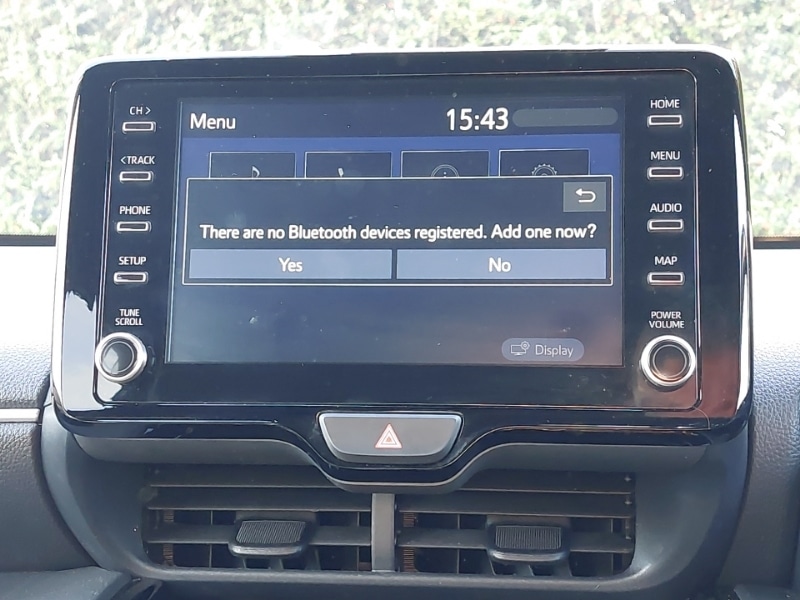 CH >
<TRACK
PHONE
SETUP
TUNE
SCROLL
Menu
15:43
There are no Bluetooth devices registered. Add one now?
Yes
No
Display
HOME
MENU
AUDIO
MAP
POWER
VOLUME